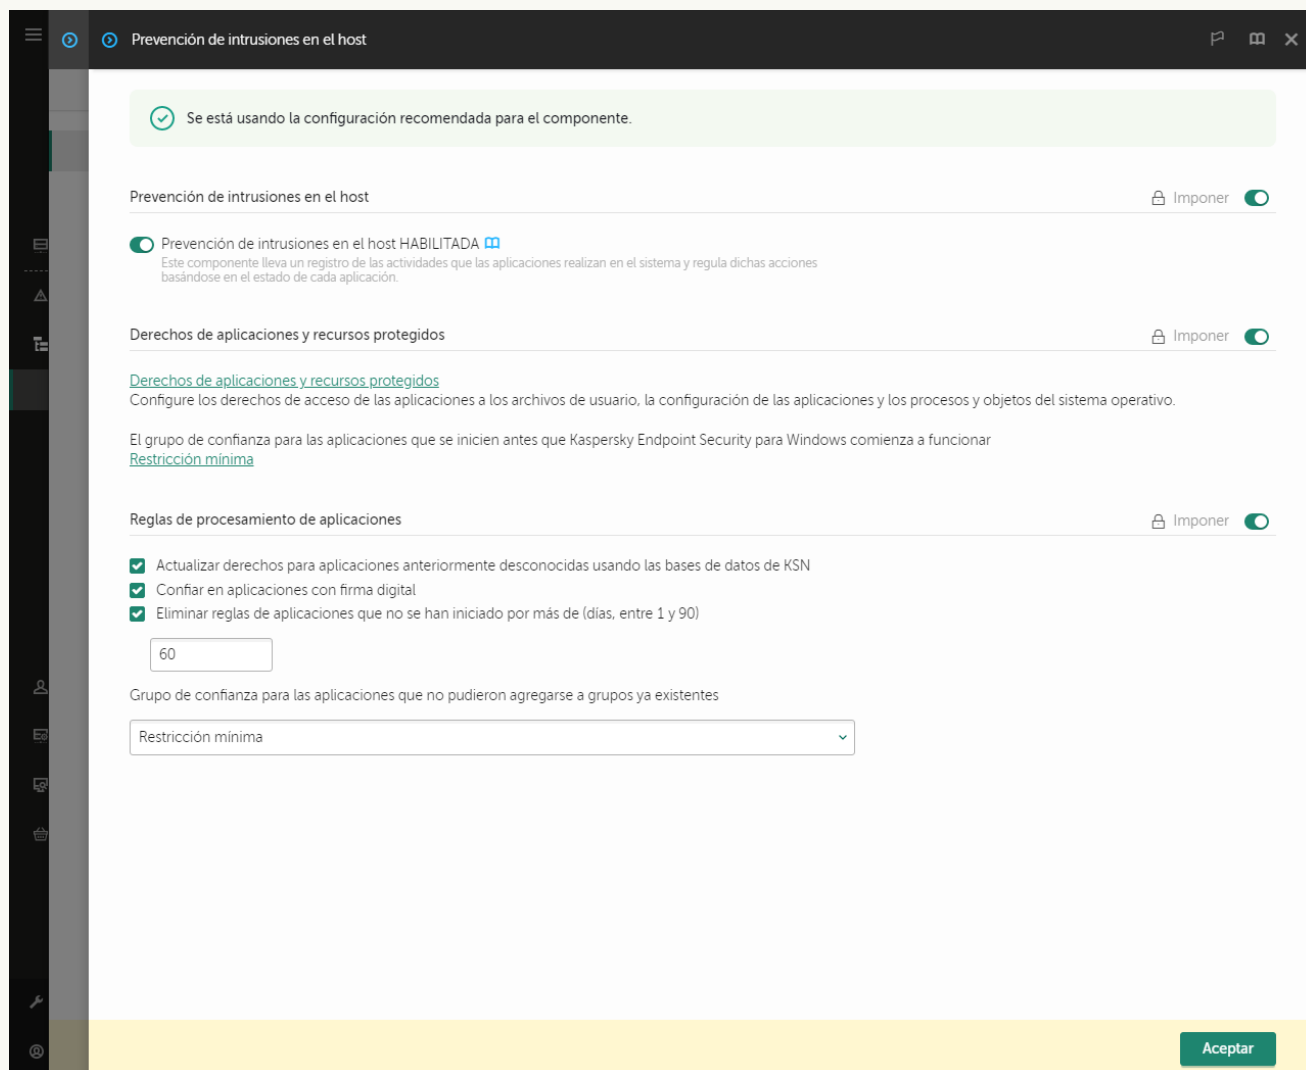 Prevención de intrusiones en el host
Se está usando la configuración recomendada para el componente.
Prevención de intrusiones en el host
Imponer
Prevención de intrusiones en el host HABILITADA
Este componente lleva un registro de las actividades que las aplicaciones realizan en el sistema y regula dichas acciones
basándose en el estado de cada aplicación.
Derechos de aplicaciones y recursos protegidos
Imponer
Derechos de aplicaciones y recursos protegidos
Configure los derechos de acceso de las aplicaciones a los archivos de usuario, la configuración de las aplicaciones y los procesos y objetos del sistema operativo.
El grupo de confianza para las aplicaciones que se inicien antes que Kaspersky Endpoint Security para Windows comienza a funcionar
Restricción mínima
Reglas de procesamiento de aplicaciones
Imponer
Actualizar derechos para aplicaciones anteriormente desconocidas usando las bases de datos de KSN
Confiar en aplicaciones con firma digital
Eliminar reglas de aplicaciones que no se han iniciado por más de (días, entre 1 y 90)
60
Grupo de confianza para las aplicaciones que no pudieron agregarse a grupos ya existentes
Restricción mínima
Aceptar